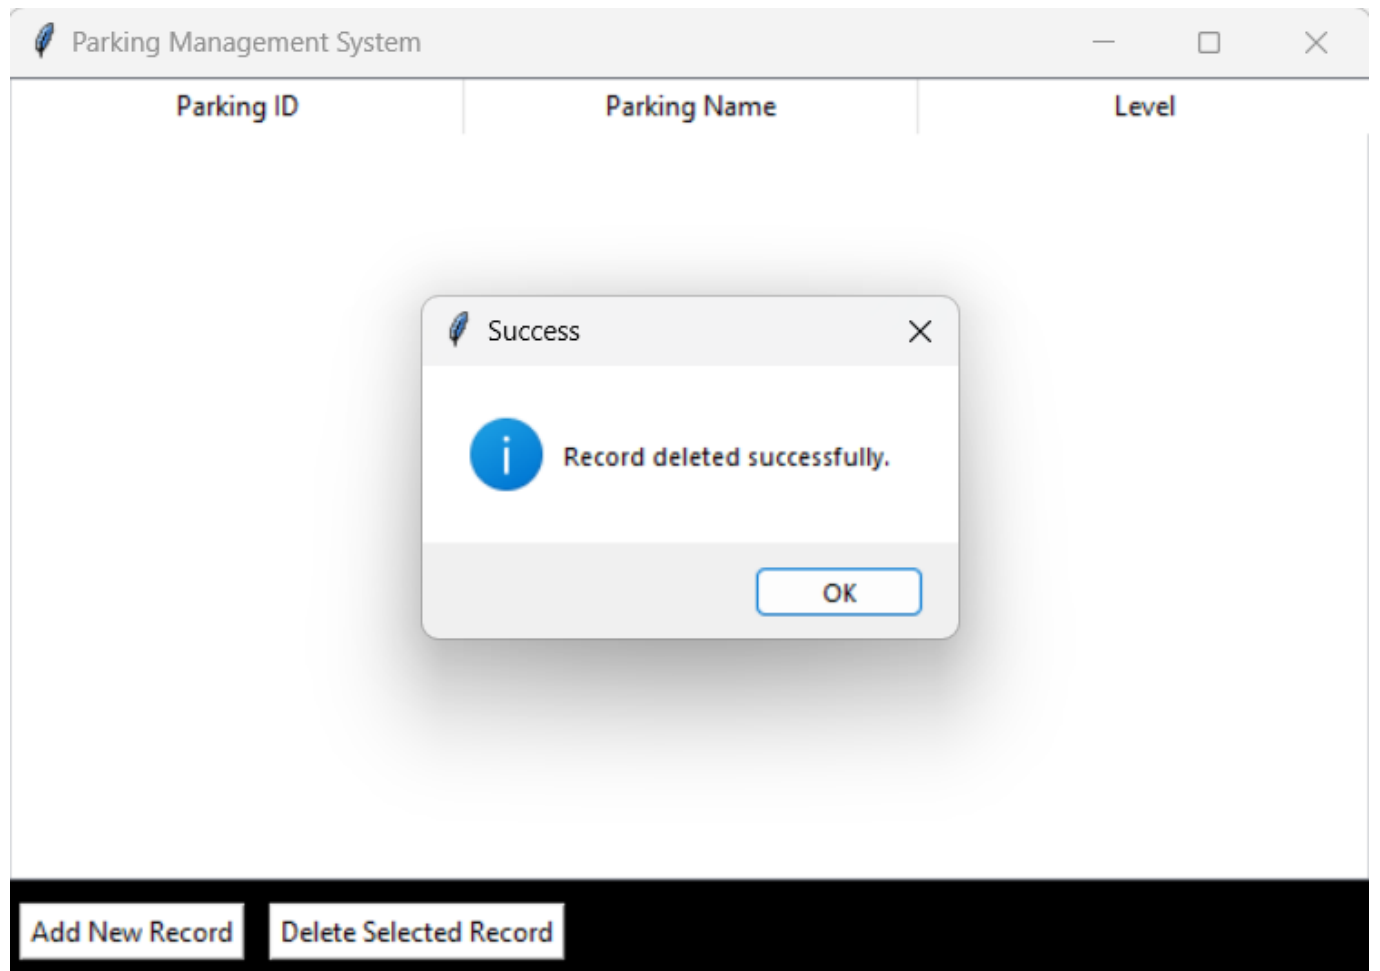 Parking Management System
Parking ID Parking Name Level
Success
i
Record deleted successfully.
OK
Add New Record Delete Selected Record